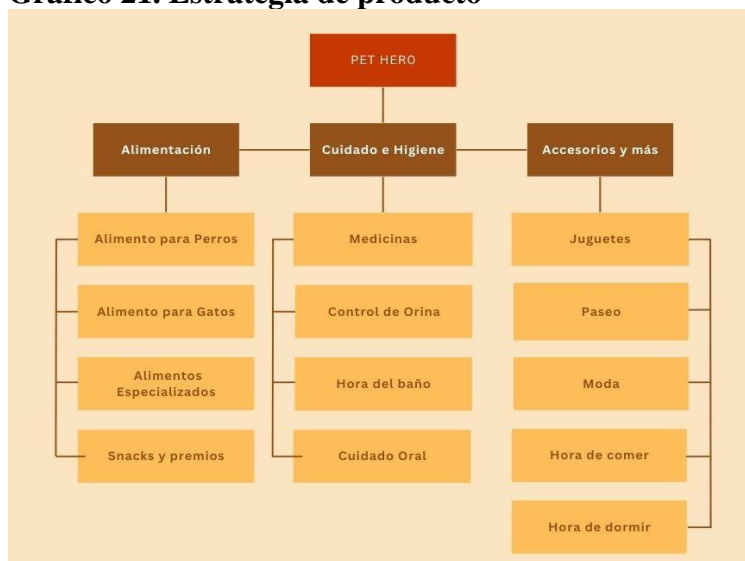 Gráfico 21. Estrategia de producto
PET HERO
Alimentación
Cuidado e Higiene
Accesorios y más
Alimento para Perros
Medicinas
Juguetes
Alimento para Gatos
Control de Orina
Paseo
Alimentos
Especializados
Hora del baño
Moda
Snacks y premios
Cuidado Oral
Hora de comer
Hora de dormir